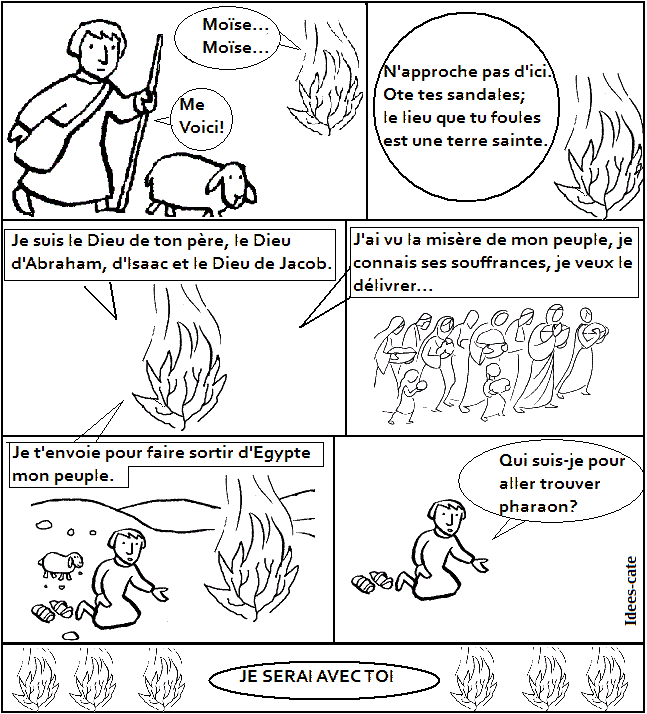 Moïse...
Moïse...
Me
Voici!
N'approche pas d'ici.
Ote tes sandales;
le lieu que tu foules
est une terre sainte.
Je suis le Dieu de ton père, le Dieu
d'Abraham, d'Isaac et le Dieu de Jacob.
J'ai vu la misère de mon peuple, je
connais ses souffrances, je veux le
délivrer...
Je t'envoie pour faire sortir d'Egypte
mon peuple.
Qui suis-je pour
aller trouver
pharaon?
Idees-cate
JE SERAI AVEC TOI